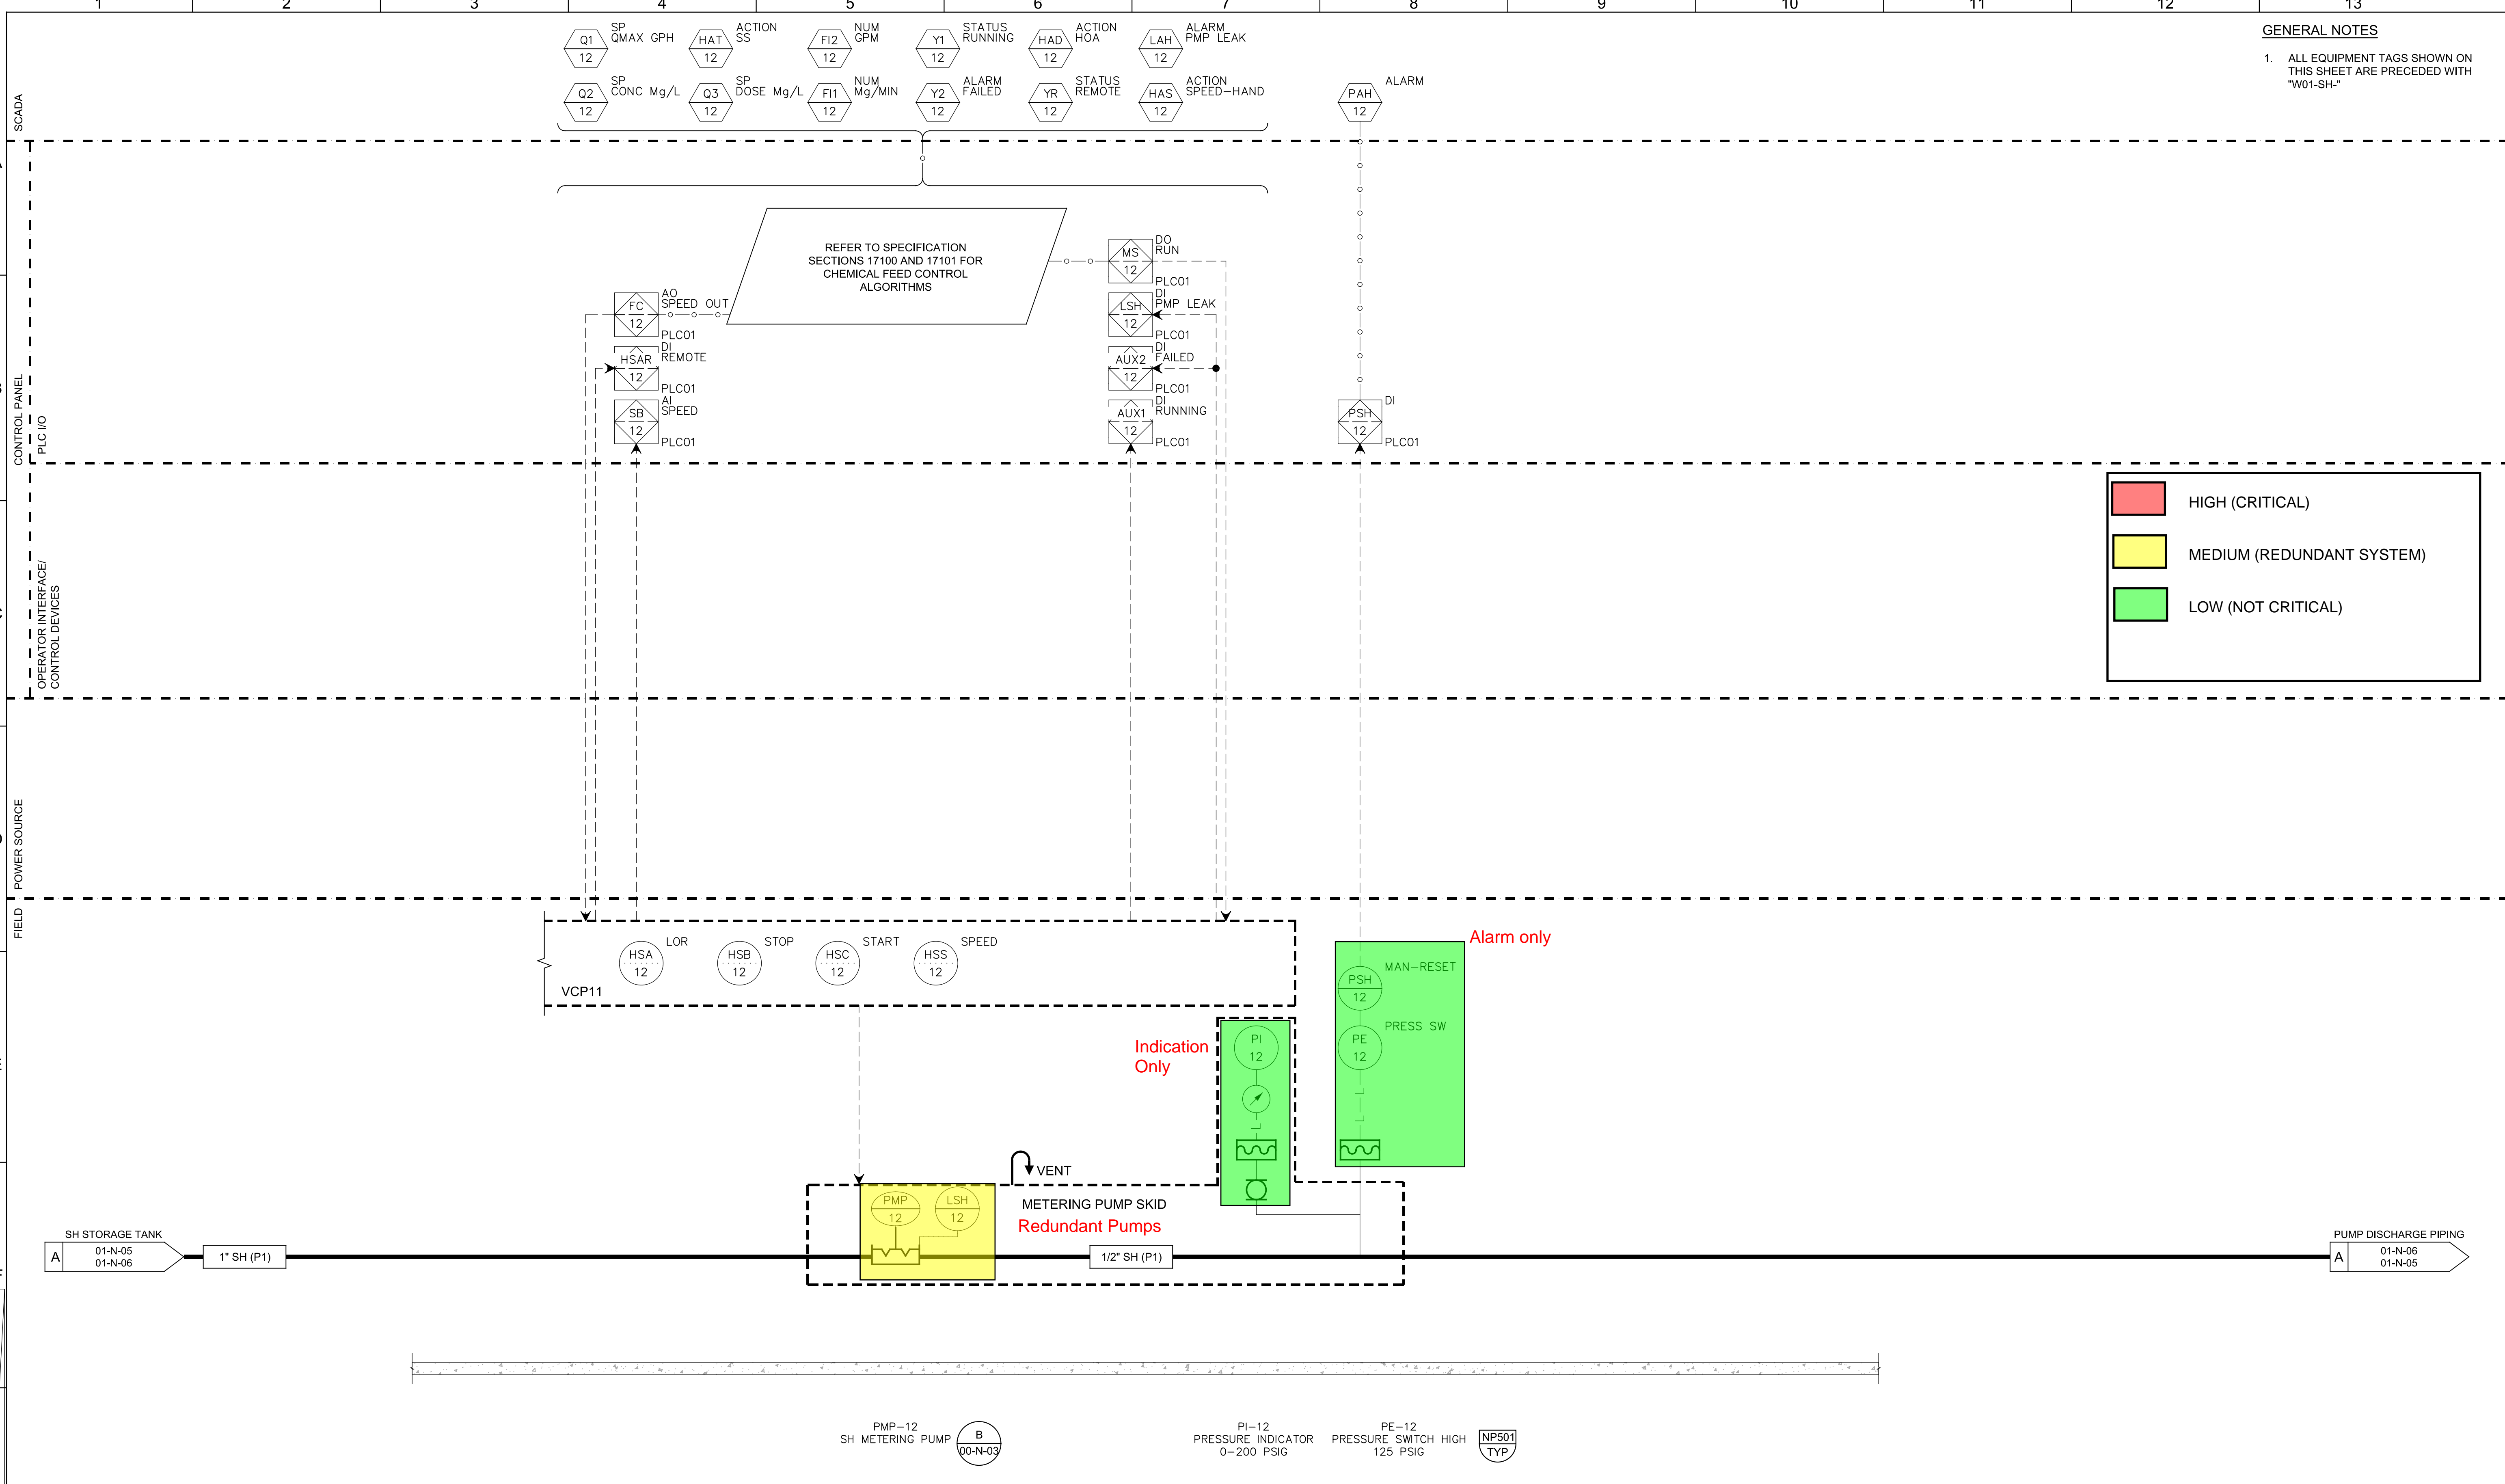 1 2 3 4 5 6 7 8 9 10 11 12 13
GENERAL NOTES
1. ALL EQUIPMENT TAGS SHOWN ON
THIS SHEET ARE PRECEDED WITH
"W01-SH-"
SCADA
Q1 12 SP QMAX GPH
HAT 12 ACTION SS
FI2 12 NUM GPM
Y1 12 STATUS RUNNING
HAD 12 ACTION HOA
LAH 12 ALARM PMP LEAK
Q2 12 SP CONC Mg/L
Q3 12 SP DOSE Mg/L
FI1 12 NUM Mg/MIN
Y2 12 ALARM FAILED
YR 12 STATUS REMOTE
HAS 12 ACTION SPEED-HAND
PAH 12 ALARM
CONTROL PANEL
PLC I/O
REFER TO SPECIFICATION
SECTIONS 17100 AND 17101 FOR
CHEMICAL FEED CONTROL
ALGORITHMS
MS 12 DO RUN PLC01
FC 12 AO SPEED OUT PLC01
LSH 12 DI PMP LEAK PLC01
HSAR 12 DI REMOTE PLC01
AUX2 12 DI FAILED PLC01
SB 12 AI SPEED PLC01
AUX1 12 DI RUNNING PLC01
PSH 12 DI PLC01
HIGH (CRITICAL)
MEDIUM (REDUNDANT SYSTEM)
LOW (NOT CRITICAL)
OPERATOR INTERFACE/
CONTROL DEVICES
POWER SOURCE
FIELD
HSA 12 LOR
HSB 12 STOP
HSC 12 START
HSS 12 SPEED
VCP11
Alarm only
PSH 12 MAN-RESET
PE 12 PRESS SW
L
L
Indication
Only
PI 12
L
VENT
PMP 12
LSH 12
METERING PUMP SKID
Redundant Pumps
SH STORAGE TANK
A 01-N-05
01-N-06
1" SH (P1)
1/2" SH (P1)
PUMP DISCHARGE PIPING
A 01-N-06
01-N-05
PMP-12
SH METERING PUMP
B
00-N-03
PI-12
PRESSURE INDICATOR
0-200 PSIG
PE-12
PRESSURE SWITCH HIGH
125 PSIG
NP501
TYP